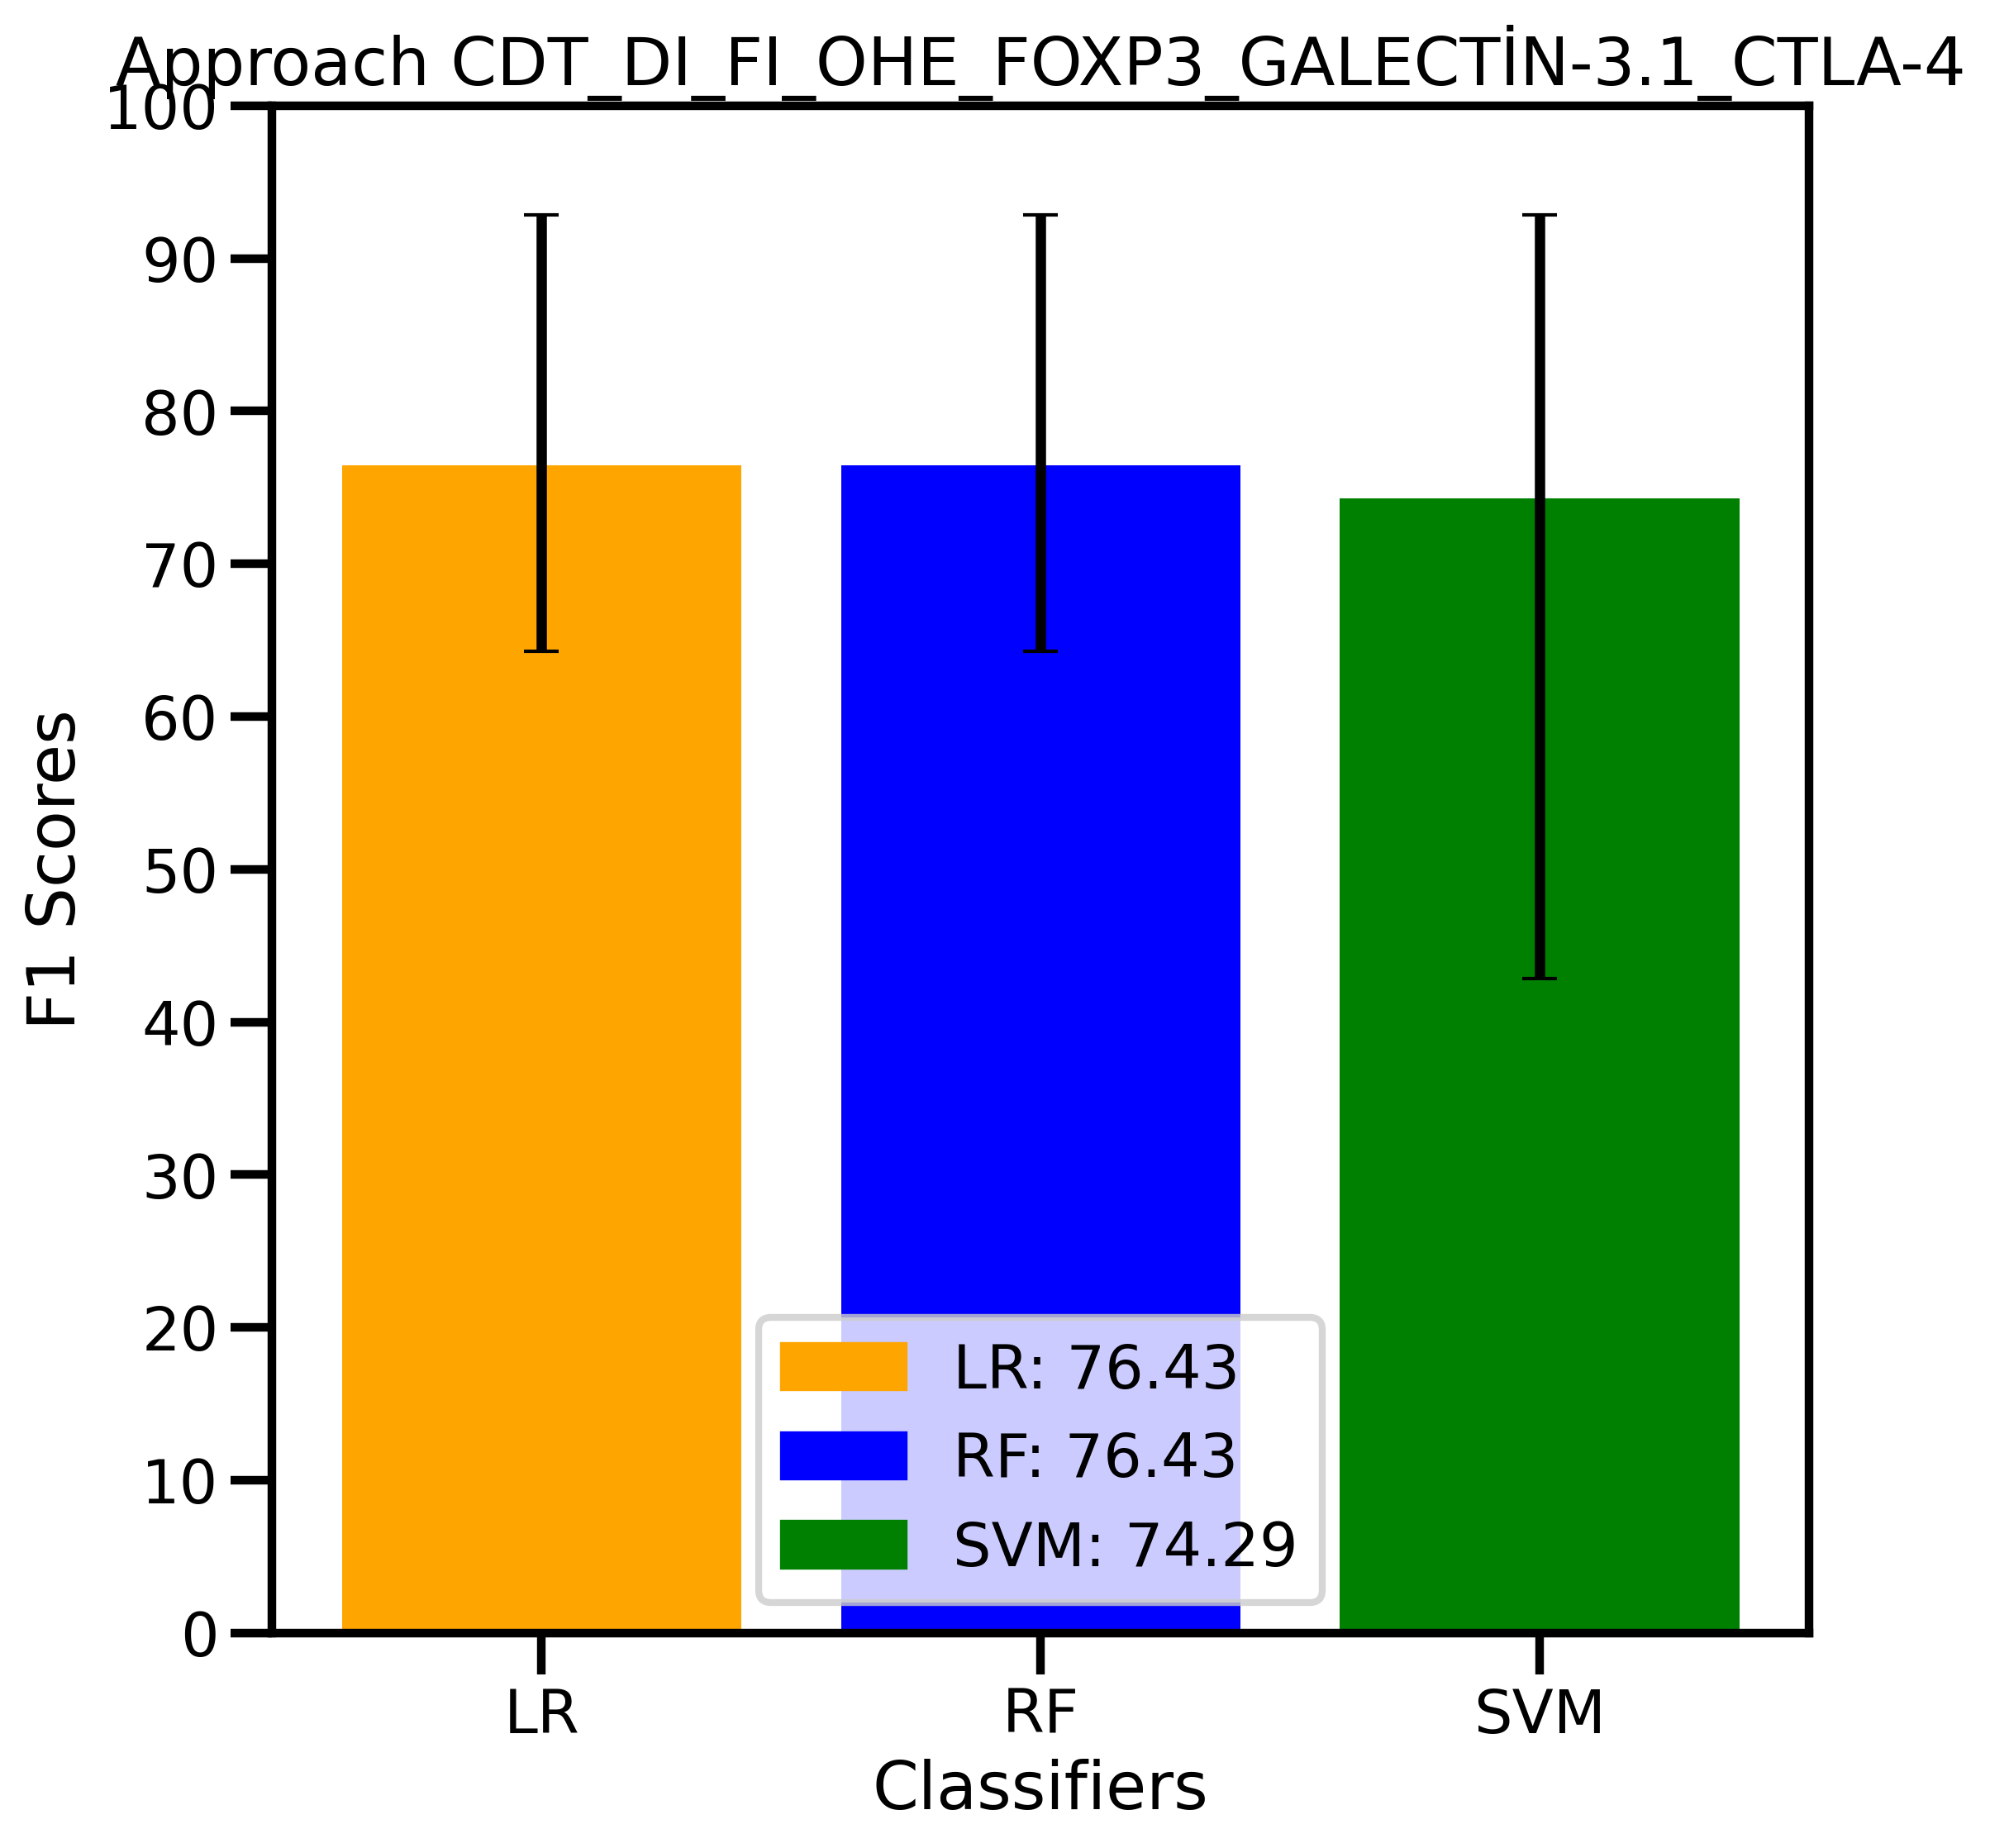 Approach CDT_DI_FI_OHE_FOXP3_GALECTİN-3.1_CTLA-4
100
90
80
70
60
50
40
30
20
10
0
F1 Scores
LR: 76.43
RF: 76.43
SVM: 74.29
LR
RF
SVM
Classifiers